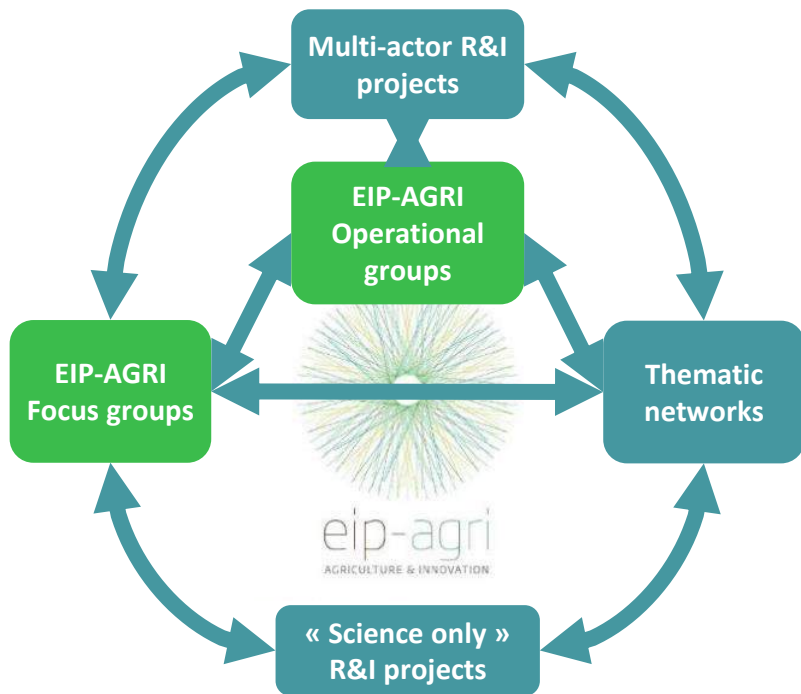 Multi-actor R&I
projects
EIP-AGRI
Operational
groups
EIP-AGRI
Focus groups
Thematic
networks
eip-agri
AGRICULTURE & INNOVATION
« Science only »
R&I projects